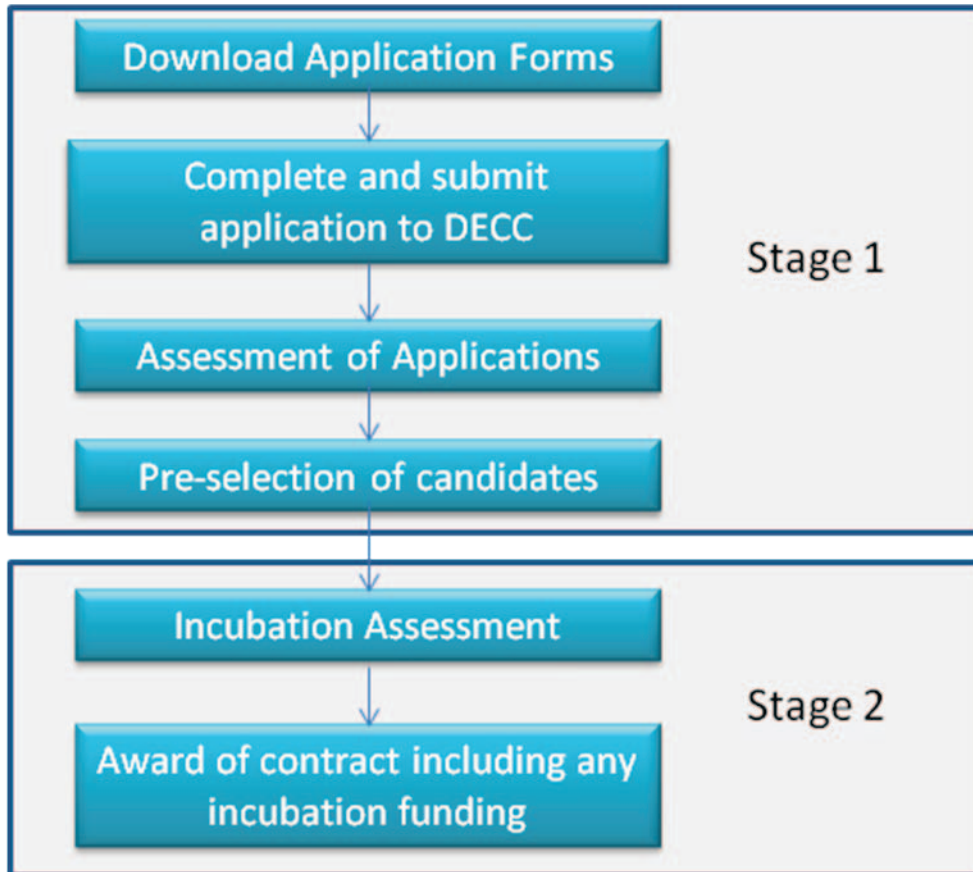 Download Application Forms
Complete and submit
application to DECC
Stage 1
Assessment of Applications
Pre-selection of candidates
Incubation Assessment
Stage 2
Award of contract including any
incubation funding